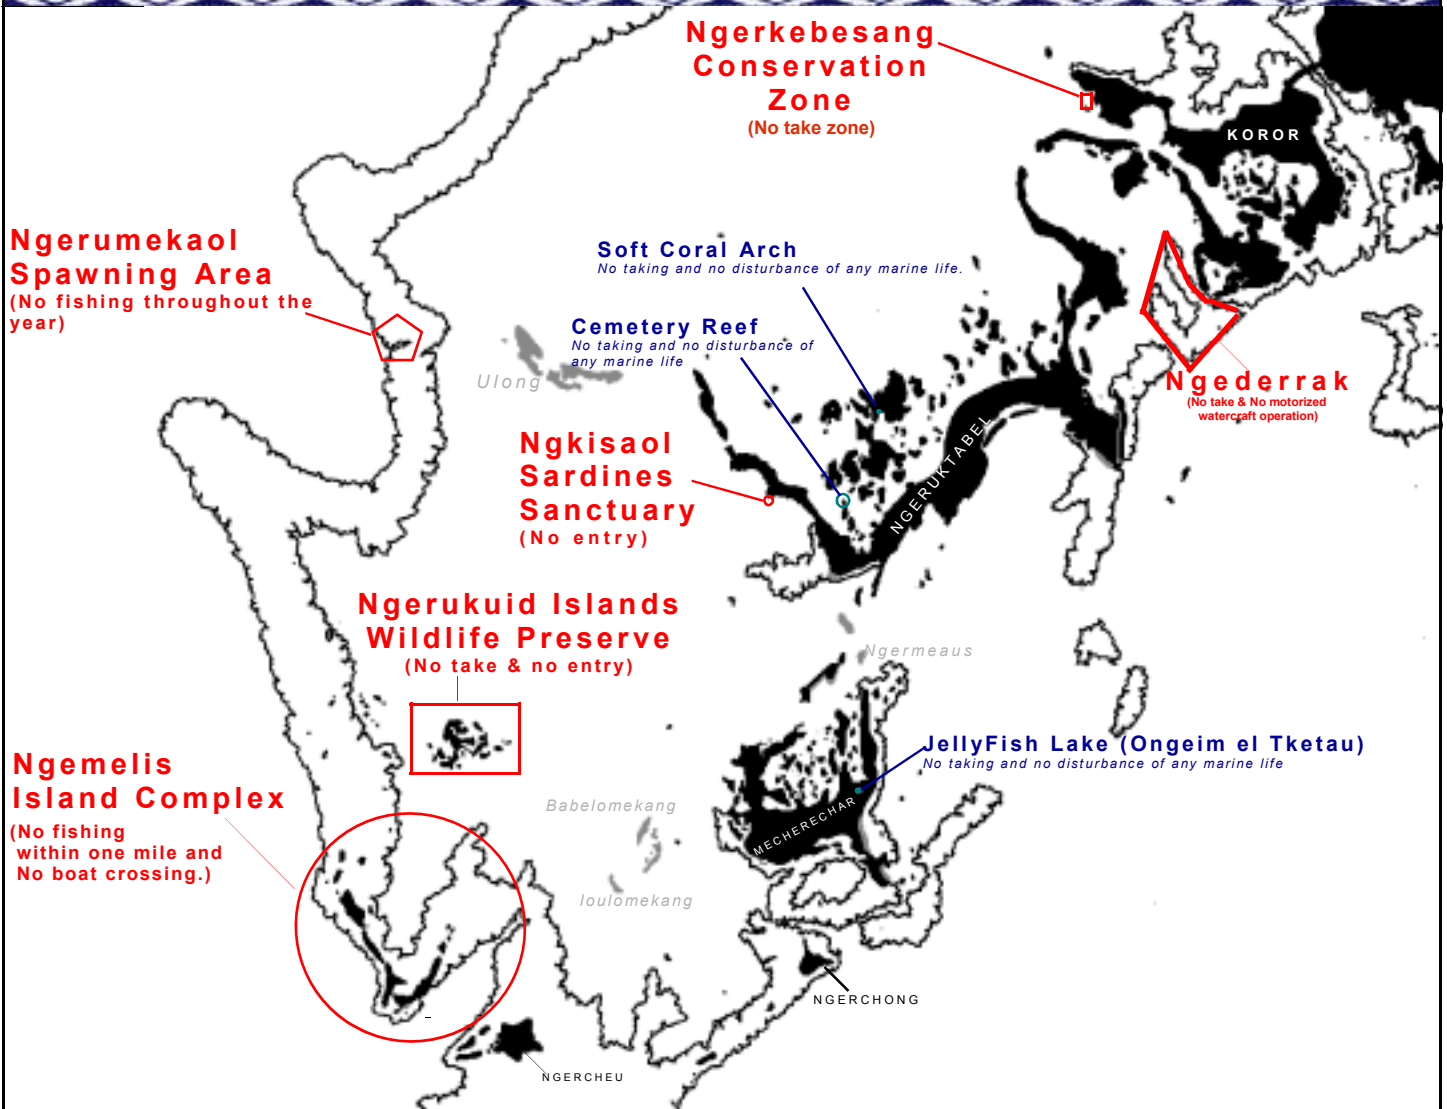 Ngerkebesang
Conservation
Zone
(No take zone)
KOROR
Ngerumekaol
Spawning Area
(No fishing throughout the
year)
Soft Coral Arch
No taking and no disturbance of any marine life.
Cemetery Reef
No taking and no disturbance of
any marine life
Ulong
Ngederrak
(No take & No motorized
watercraft operation)
NGERUKTABEL
Ngkisaol
Sardines
Sanctuary
(No entry)
Ngerukuid Islands
Wildlife Preserve
(No take & no entry)
Ngermeaus
JellyFish Lake (Ongeim el Tketau)
No taking and no disturbance of any marine life
Ngemelis
Island Complex
(No fishing
within one mile and
No boat crossing.)
Babelomekang
MECHERECHAR
Ioulomekang
NGERCHONG
NGERCHEU